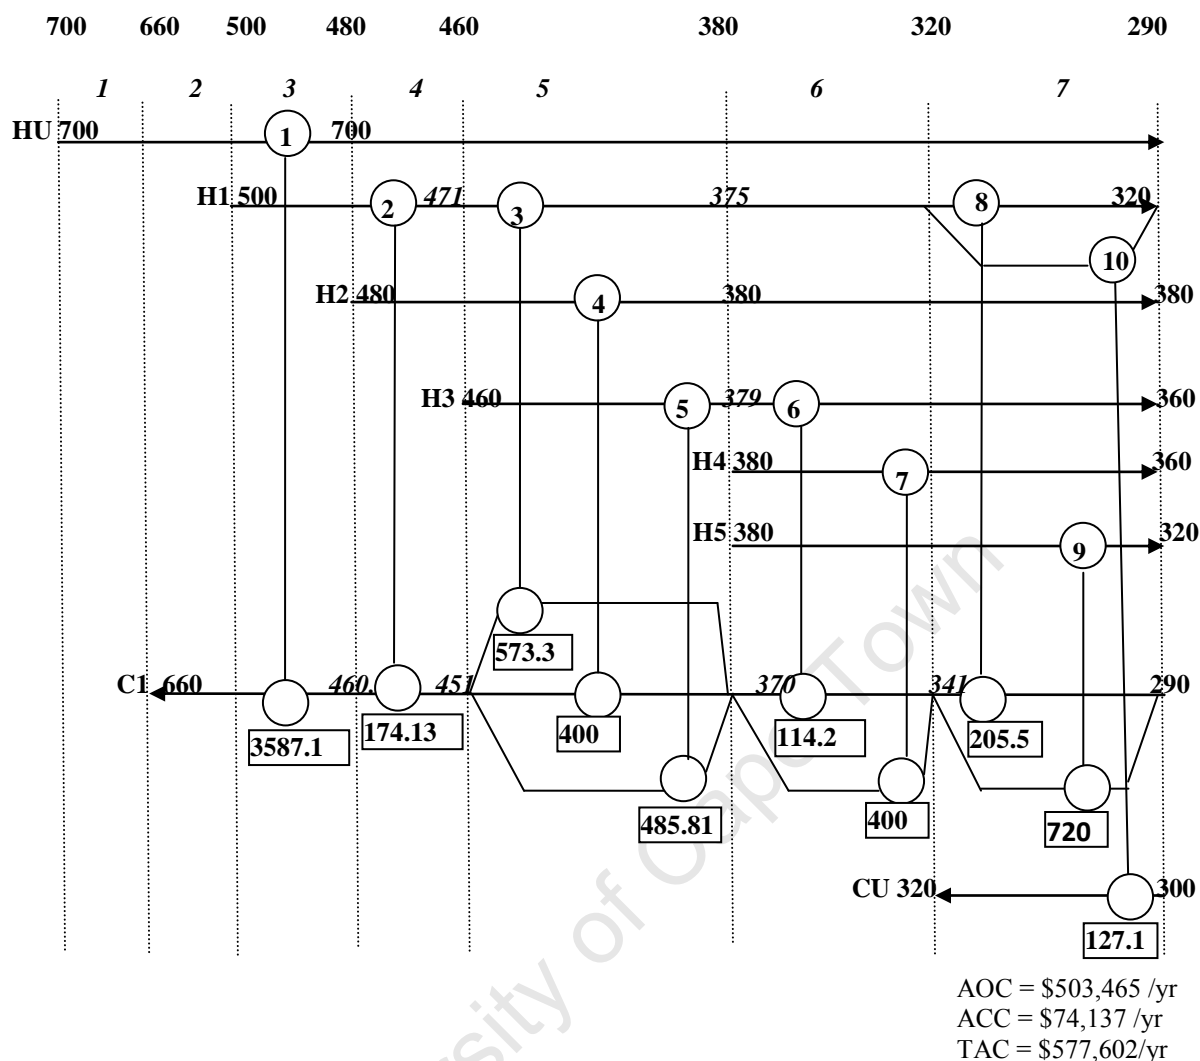 700 660 500 480 460 380 320 290
1 2 3 4 5 6 7
HU 700 1 700
H1 500 2 471 3 375 8 320
10
H2 480 4 380 380
H3 460 5 379 6 360
H4 380 7 360
H5 380 9 320
573.3
C1 660 460. 451 370 341 290
3587.1 174.13 400 114.2 205.5
485.81 400 720
CU 320 300
127.1
AOC = $503,465 /yr
ACC = $74,137 /yr
TAC = $577,602/yr
University of Cape Town